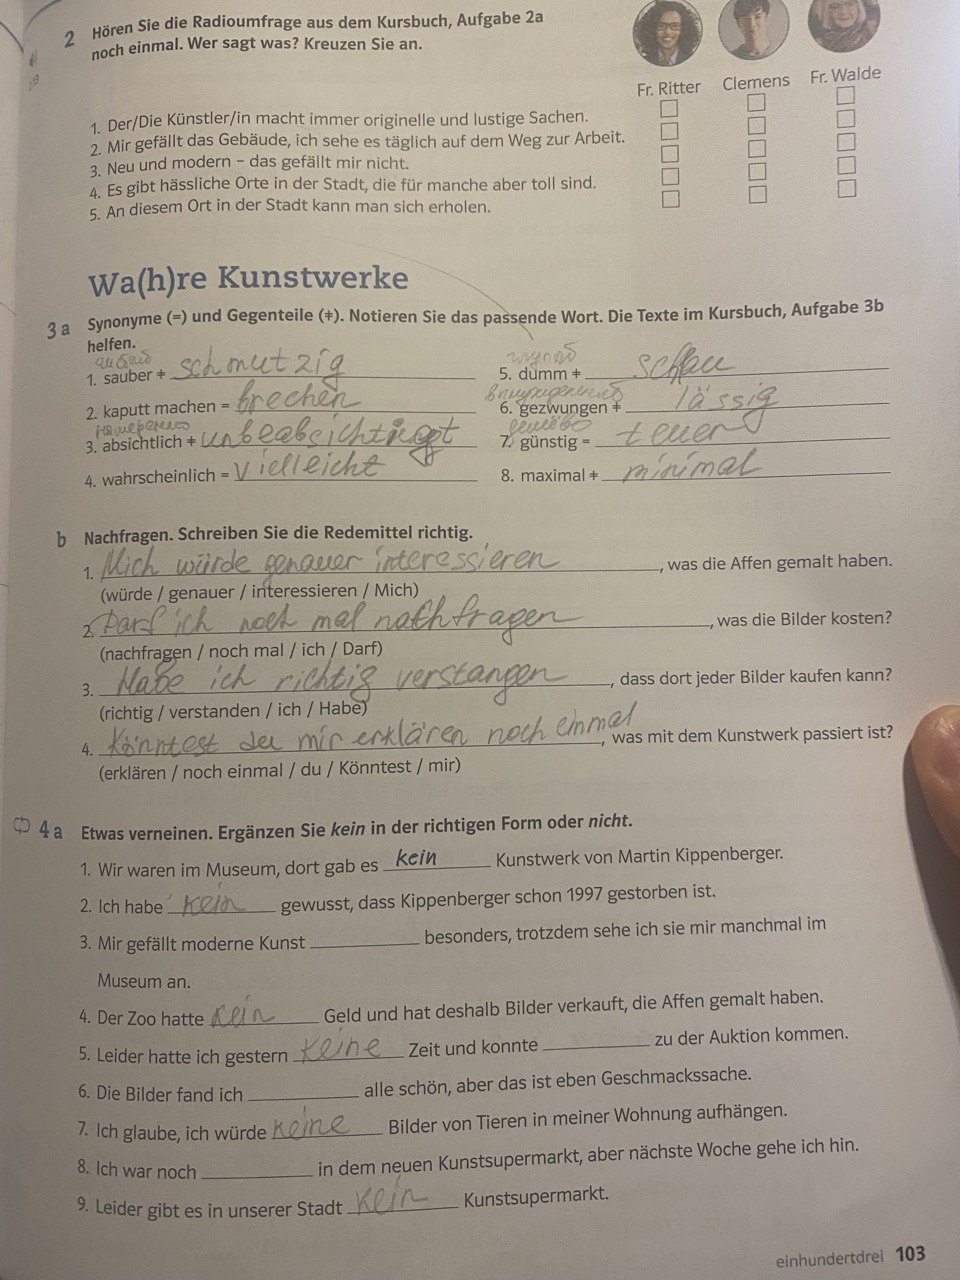 2 Hören Sie die Radioumfrage aus dem Kursbuch, Aufgabe 2a
noch einmal. Wer sagt was? Kreuzen Sie an.
Fr. Ritter Clemens Fr. Walde
1. Der/Die Künstler/in macht immer originelle und lustige Sachen.
2. Mir gefällt das Gebäude, ich sehe es täglich auf dem Weg zur Arbeit.
3. Neu und modern – das gefällt mir nicht.
4. Es gibt hässliche Orte in der Stadt, die für manche aber toll sind.
5. An diesem Ort in der Stadt kann man sich erholen.
Wa(h)re Kunstwerke
3 a Synonyme (=) und Gegenteile (≠). Notieren Sie das passende Wort. Die Texte im Kursbuch, Aufgabe 3b
helfen.
1. sauber ≠ schmutzig
2. kaputt machen = brechen
3. absichtlich ≠ unbeabsichtigt
4. wahrscheinlich = vielleicht
5. dumm ≠ schlau
6. gezwungen ≠ lässig
7. günstig = teuer
8. maximal ≠ minimal
b Nachfragen. Schreiben Sie die Redemittel richtig.
1. Mich würde genauer interessieren, was die Affen gemalt haben.
(würde / genauer / interessieren / Mich)
2. Darf ich noch mal nachfragen, was die Bilder kosten?
(nachfragen / noch mal / ich / Darf)
3. Habe ich richtig verstangen, dass dort jeder Bilder kaufen kann?
(richtig / verstanden / ich / Habe)
4. Könntest du mir erklären noch einmal, was mit dem Kunstwerk passiert ist?
(erklären / noch einmal / du / Könntest / mir)
4 a Etwas verneinen. Ergänzen Sie kein in der richtigen Form oder nicht.
1. Wir waren im Museum, dort gab es kein Kunstwerk von Martin Kippenberger.
2. Ich habe kein gewusst, dass Kippenberger schon 1997 gestorben ist.
3. Mir gefällt moderne Kunst besonders, trotzdem sehe ich sie mir manchmal im
Museum an.
4. Der Zoo hatte kein Geld und hat deshalb Bilder verkauft, die Affen gemalt haben.
5. Leider hatte ich gestern keine Zeit und konnte zu der Auktion kommen.
6. Die Bilder fand ich alle schön, aber das ist eben Geschmackssache.
7. Ich glaube, ich würde keine Bilder von Tieren in meiner Wohnung aufhängen.
8. Ich war noch in dem neuen Kunstsupermarkt, aber nächste Woche gehe ich hin.
9. Leider gibt es in unserer Stadt kein Kunstsupermarkt.
einhundertdrei 103